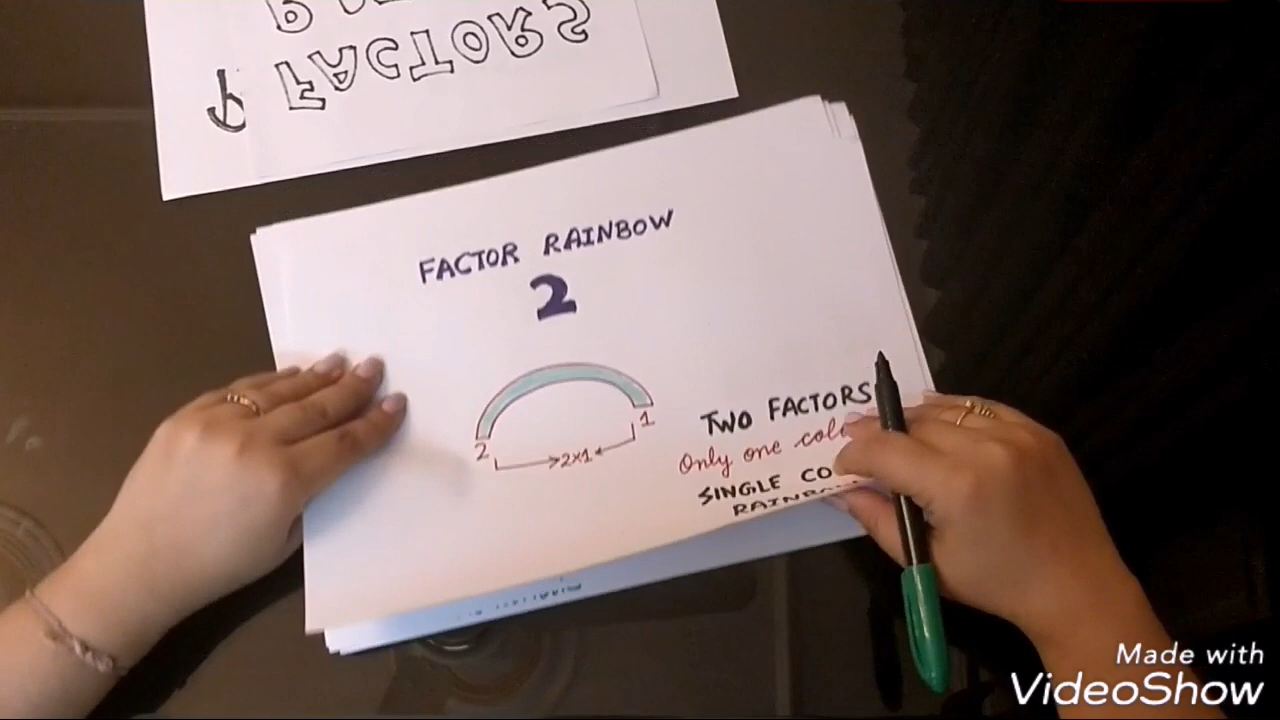 FACTORS
FACTOR RAINBOW
2
2
1
2x1
TWO FACTORS
Only one
SINGLE
Made with
VideoShow